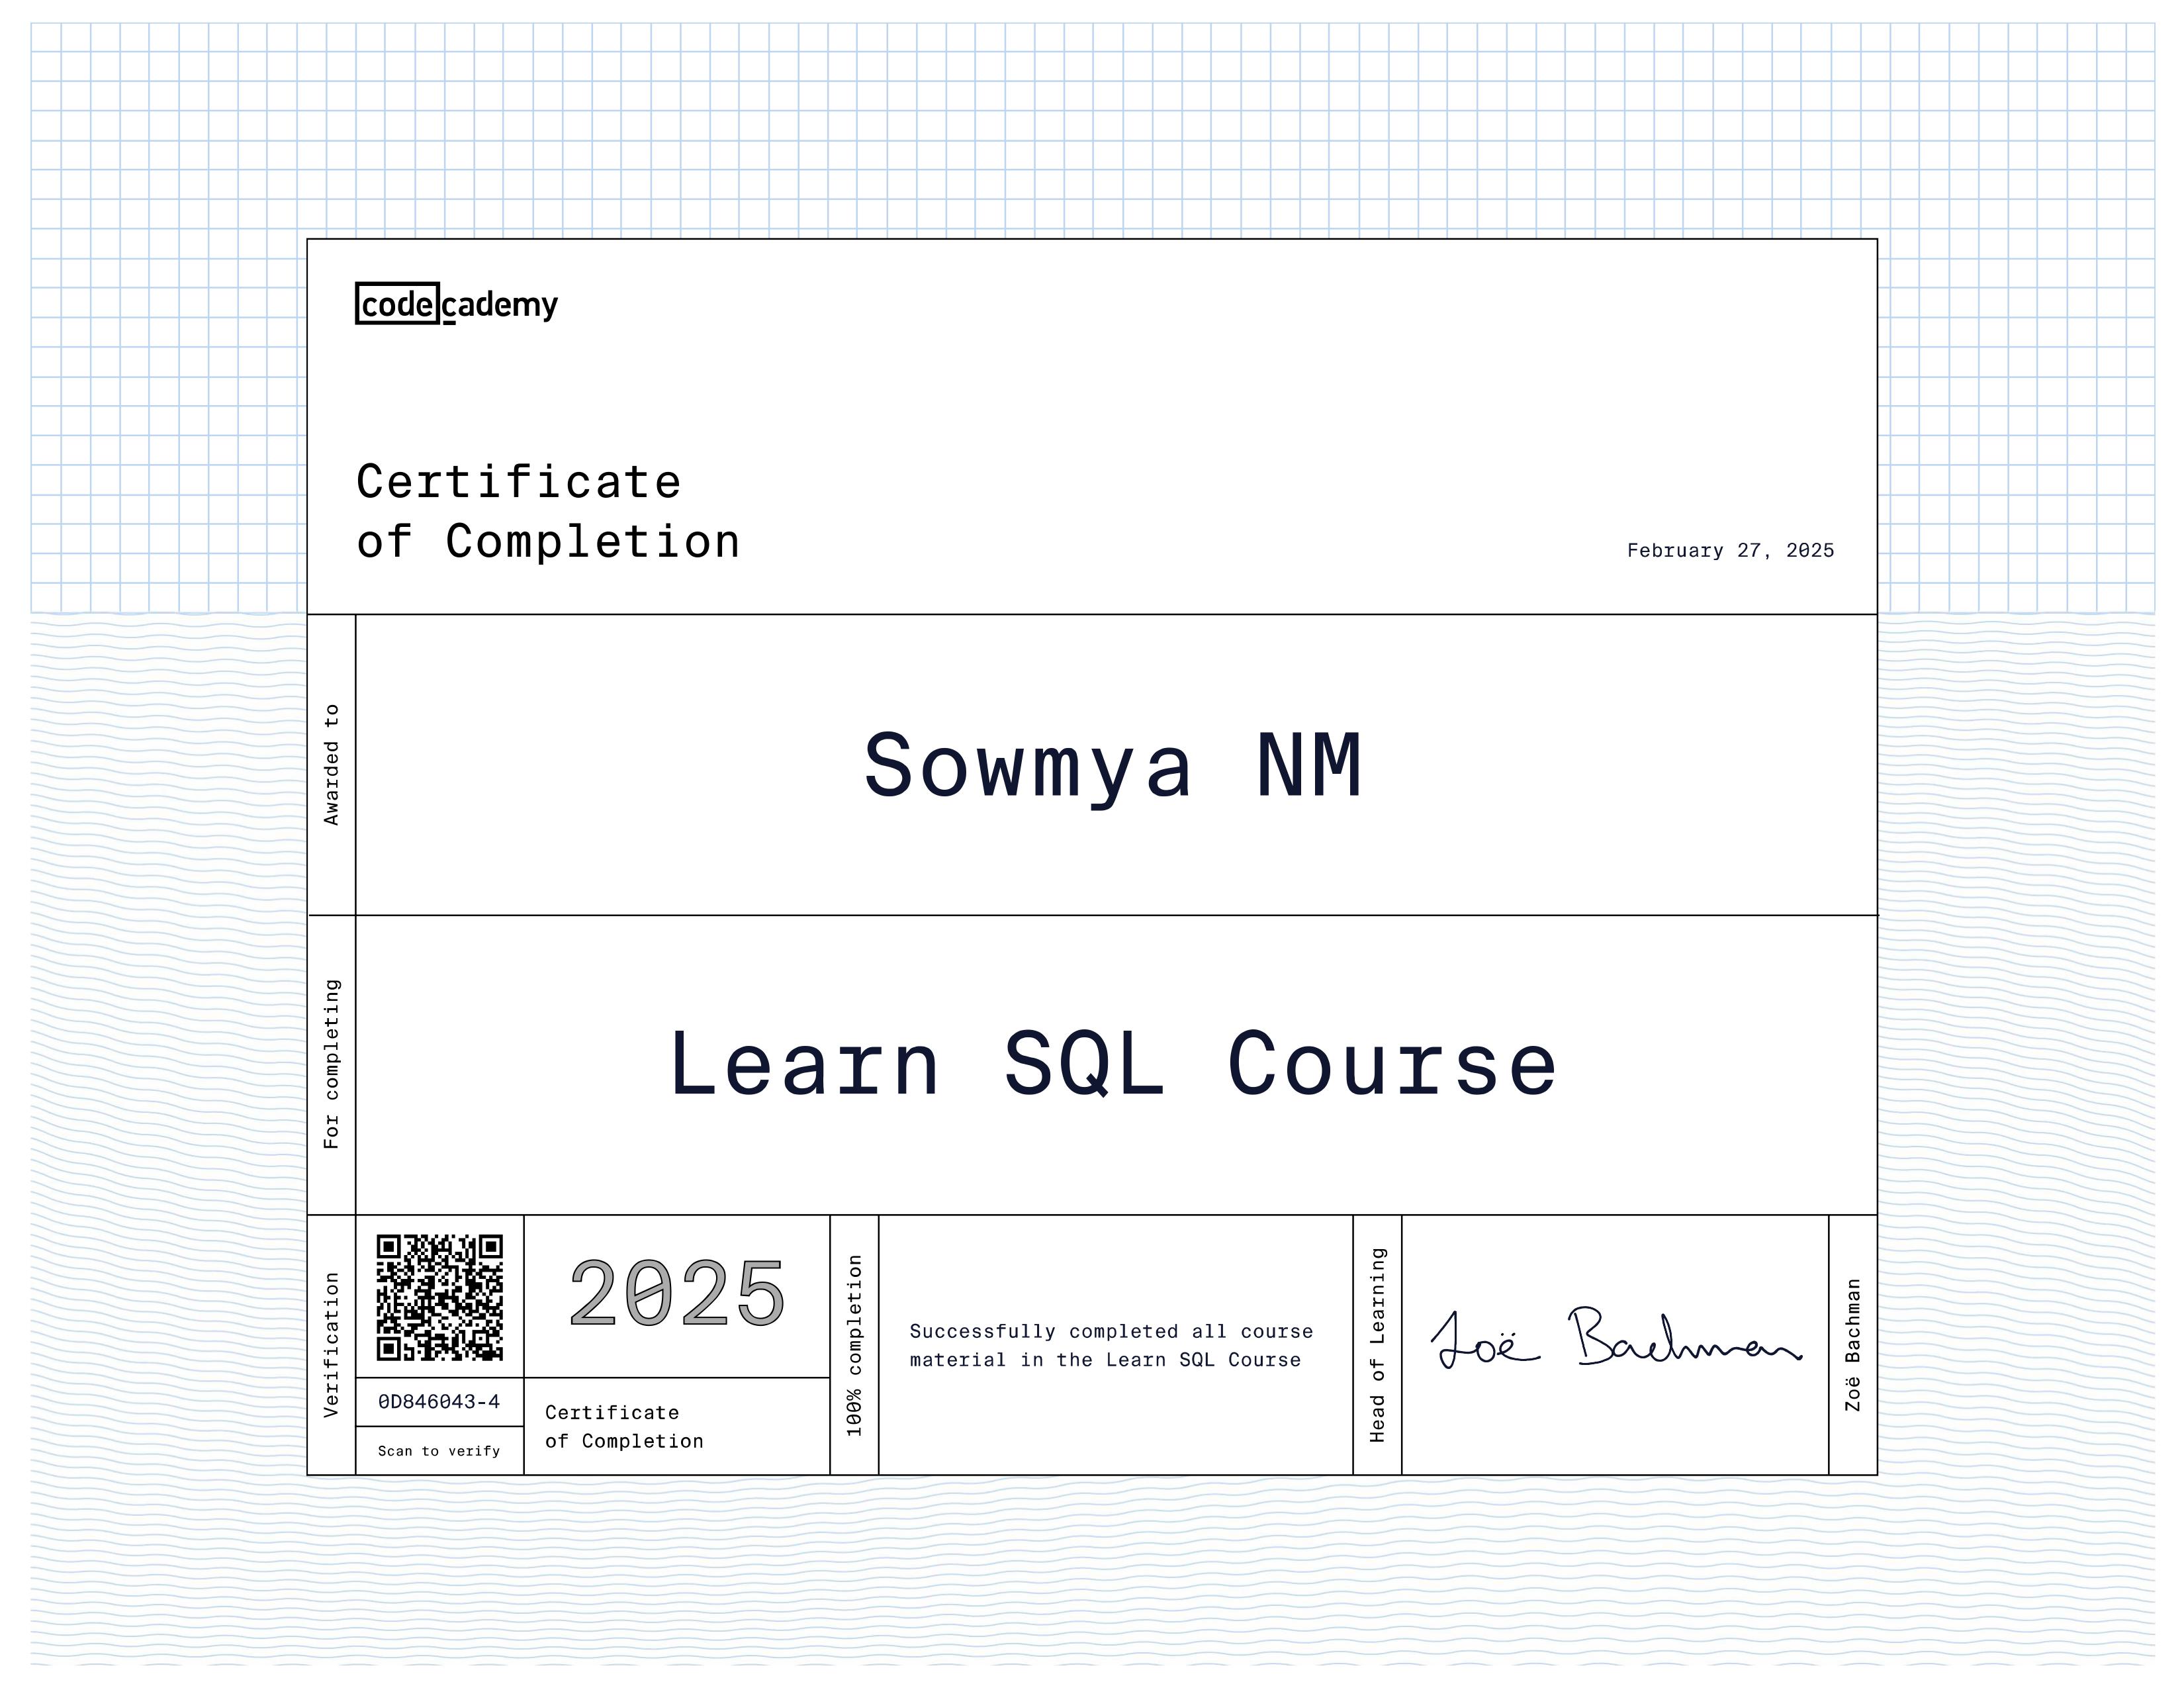 codecademy
Certificate
of Completion
February 27, 2025
Awarded to
Sowmya NM
For completing
Learn SQL Course
Verification
0D846043-4
Scan to verify
2025
Certificate
of Completion
100% completion
Successfully completed all course
material in the Learn SQL Course
Head of Learning
Zoë Bachman
Zoë Bachman